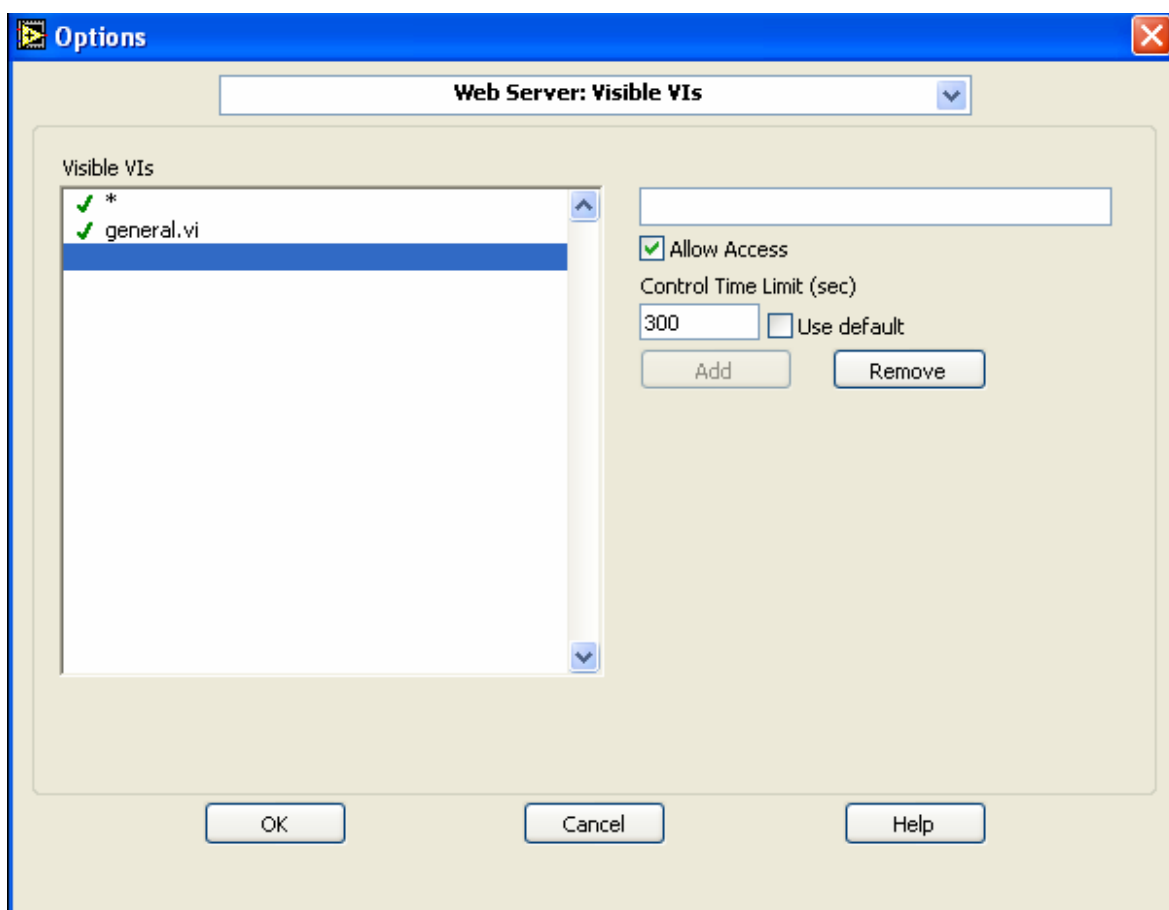 Options
Web Server: Visible VIs
Visible VIs
*
general.vi
Allow Access
Control Time Limit (sec)
300
Use default
Add
Remove
OK
Cancel
Help